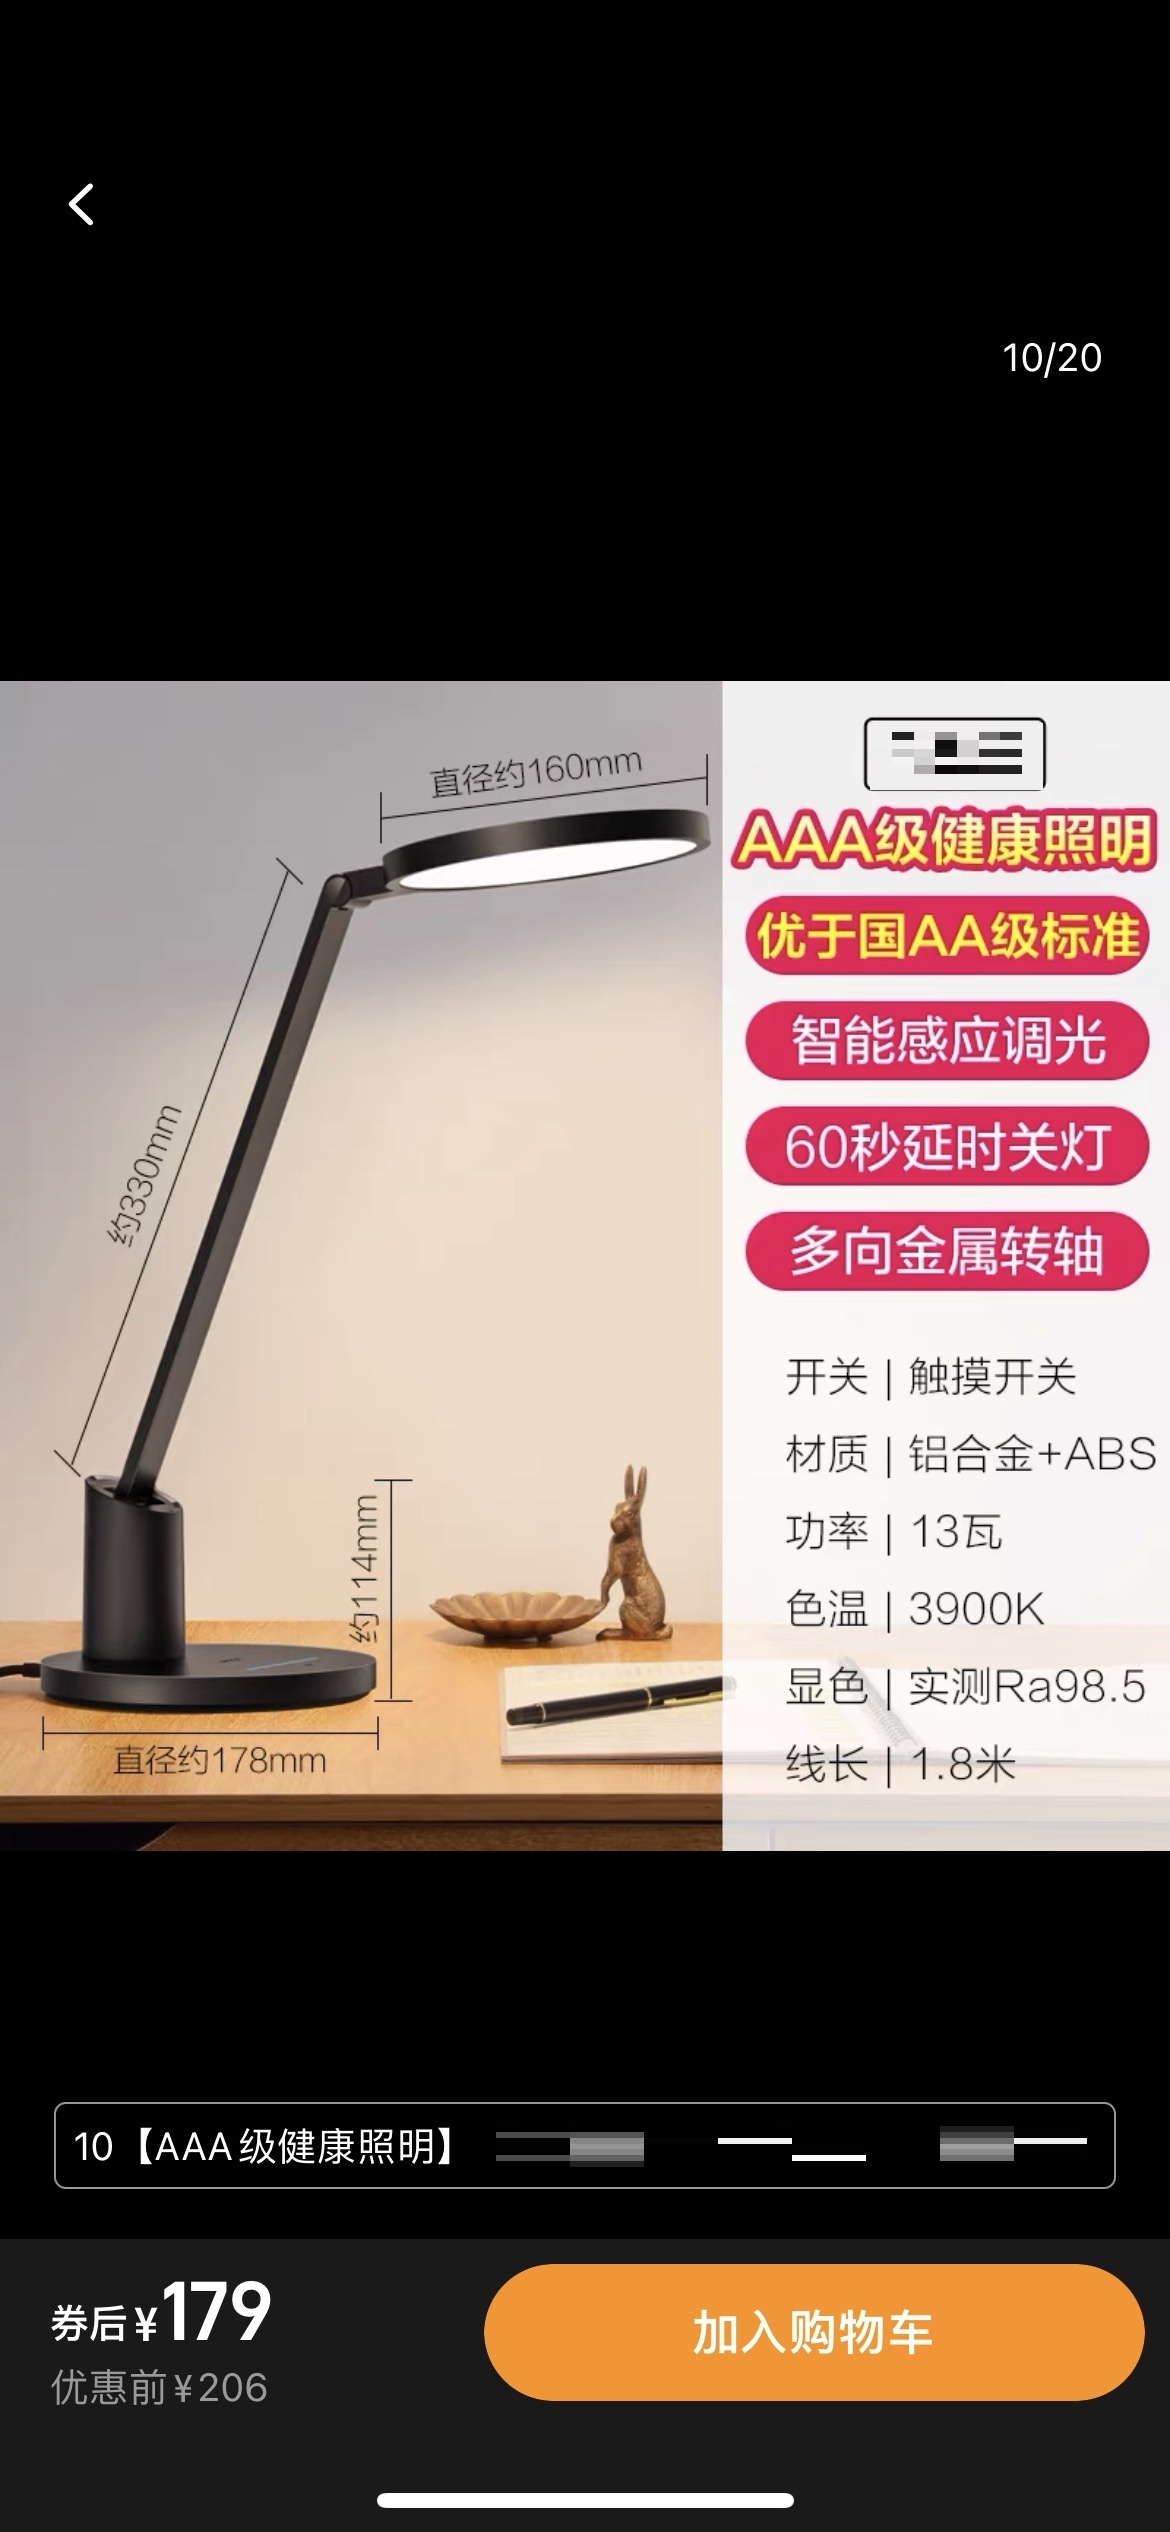 10/20
直径约160mm
约330mm
约114mm
直径约178mm
AAA级健康照明
优于国AA级标准
智能感应调光
60秒延时关灯
多向金属转轴
开关 | 触摸开关
材质 | 铝合金+ABS
功率 | 13瓦
色温 | 3900K
显色 | 实测Ra98.5
线长 | 1.8米
10【AAA级健康照明】
券后¥179
优惠前¥206
加入购物车